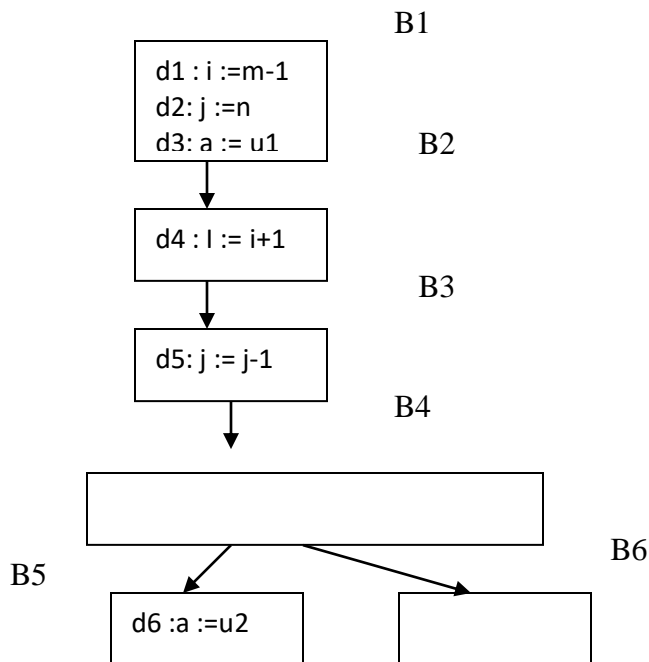 B1
d1 : i :=m-1
d2: j :=n
d3: a := u1
B2
d4 : I := i+1
B3
d5: j := j-1
B4
B6
B5
d6 :a :=u2